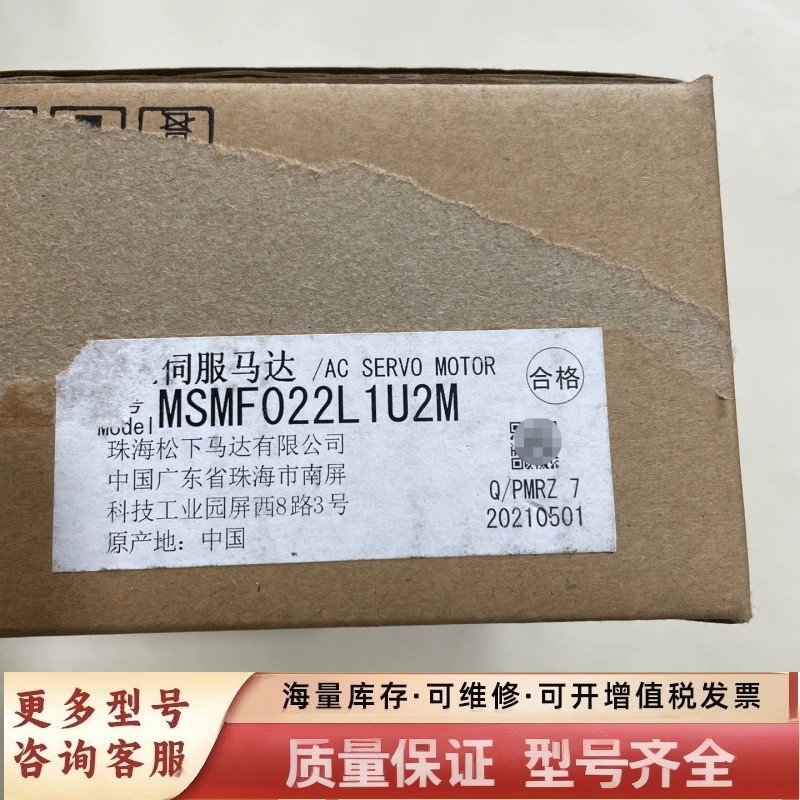 伺服马达 /AC SERVO MOTOR
合格
号
Model MSMF022L1U2M
珠海松下马达有限公司
中国广东省珠海市南屏
科技工业园屏西8路3号
原产地：中国
Q/PMRZ 7
20210501
更多型号
咨询客服
海量库存·可维修·可开增值税发票
质量保证 型号齐全